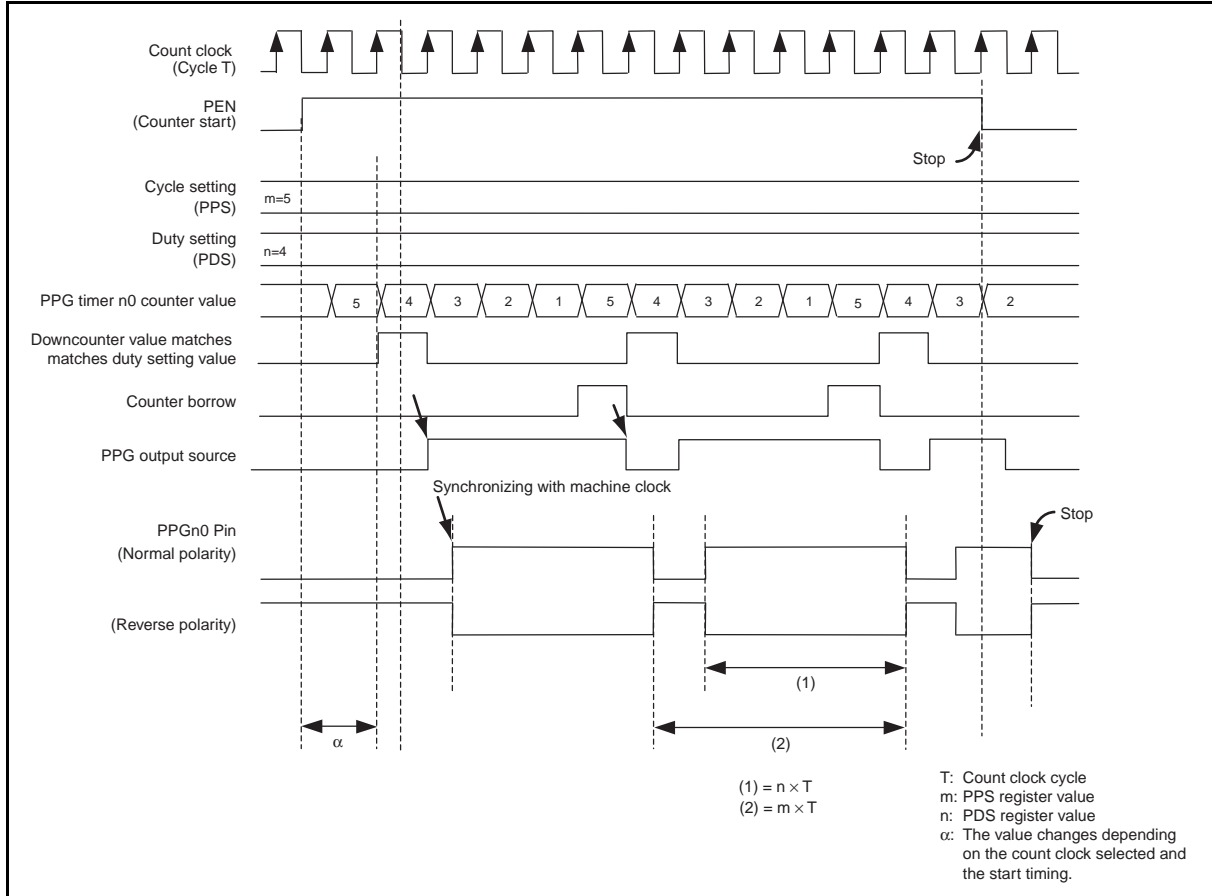 Count clock
(Cycle T)
PEN
(Counter start)
Stop
Cycle setting
(PPS)
m=5
Duty setting
(PDS)
n=4
PPG timer n0 counter value
5 4 3 2 1 5 4 3 2 1 5 4 3 2
Downcounter value matches
matches duty setting value
Counter borrow
PPG output source
Synchronizing with machine clock
PPGn0 Pin
(Normal polarity)
Stop
(Reverse polarity)
(1)
α
(2)
(1) = n × T
(2) = m × T
T: Count clock cycle
m: PPS register value
n: PDS register value
α: The value changes depending
on the count clock selected and
the start timing.